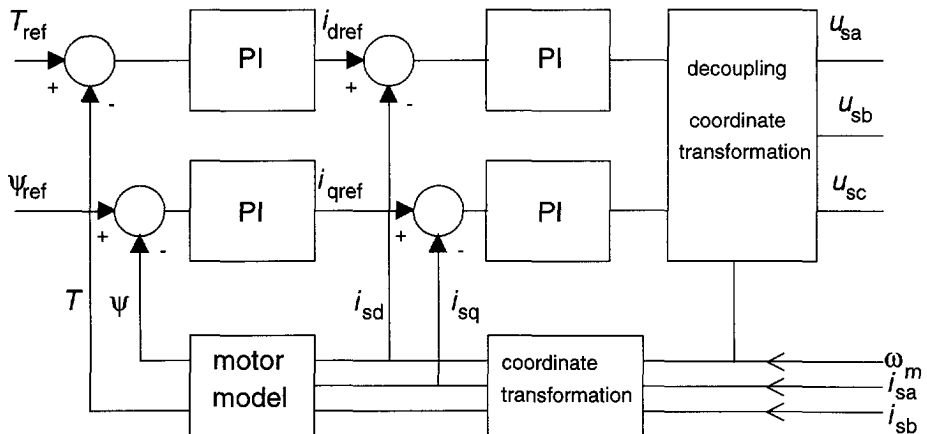 T_ref
+
-
PI
i_dref
+
-
PI
decoupling
coordinate
transformation
u_sa
u_sb
u_sc
ψ_ref
+
-
PI
i_qref
+
-
PI
T
ψ
i_sd
i_sq
motor
model
coordinate
transformation
ω_m
i_sa
i_sb